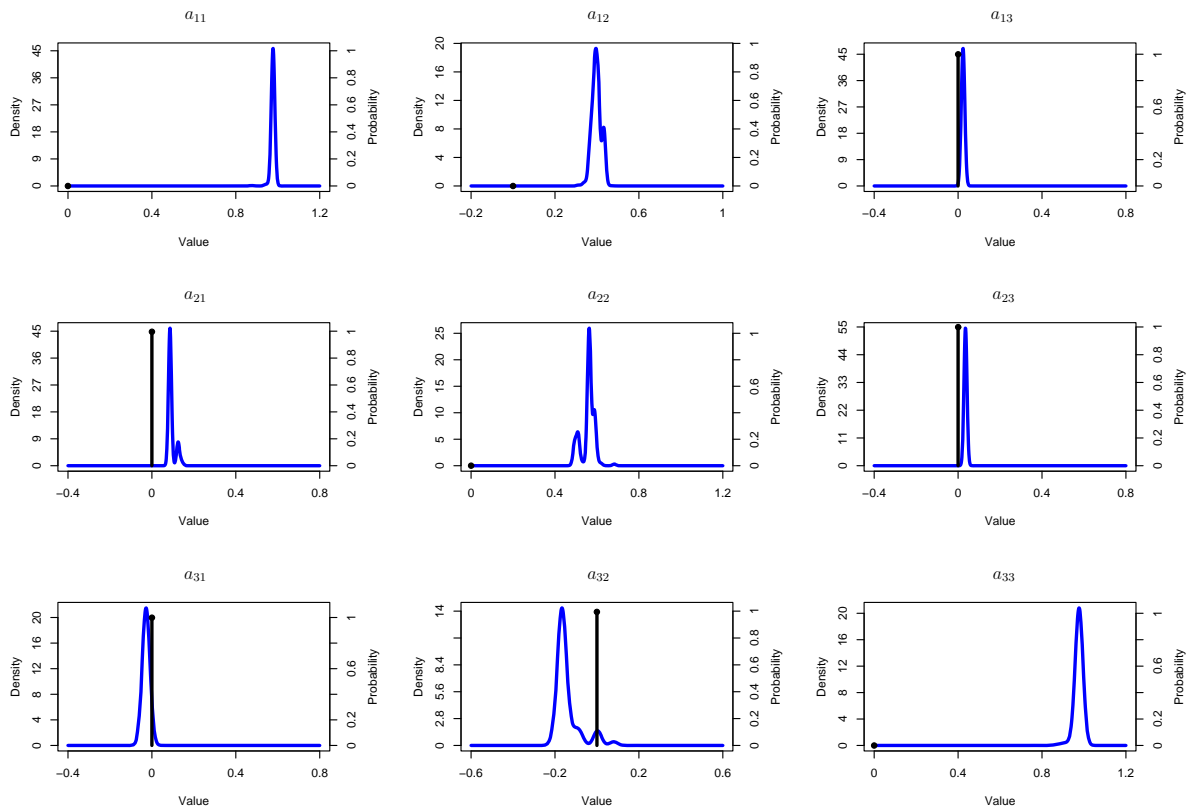 a11 a12 a13
Density 0 9 18 27 36 45
Probability 0 0.2 0.4 0.6 0.8 1
0 0.4 0.8 1.2
Value
Density 0 4 8 12 16 20
Probability 0 0.2 0.4 0.6 0.8 1
−0.2 0.2 0.6 1
Value
Density 0 9 18 27 36 45
Probability 0 0.2 0.6 1
−0.4 0 0.4 0.8
Value
a21 a22 a23
Density 0 9 18 27 36 45
Probability 0 0.2 0.4 0.6 0.8 1
−0.4 0 0.4 0.8
Value
Density 0 5 10 15 20 25
Probability 0 0.2 0.6 1
0 0.4 0.8 1.2
Value
Density 0 11 22 33 44 55
Probability 0 0.2 0.4 0.6 0.8 1
−0.4 0 0.4 0.8
Value
a31 a32 a33
Density 0 4 8 12 16 20
Probability 0 0.2 0.6 1
−0.4 0 0.4 0.8
Value
Density 0 2.8 5.6 8.4 14
Probability 0 0.2 0.4 0.6 0.8 1
−0.6 −0.2 0.2 0.6
Value
Density 0 4 8 12 16 20
Probability 0 0.2 0.6 1
0 0.4 0.8 1.2
Value